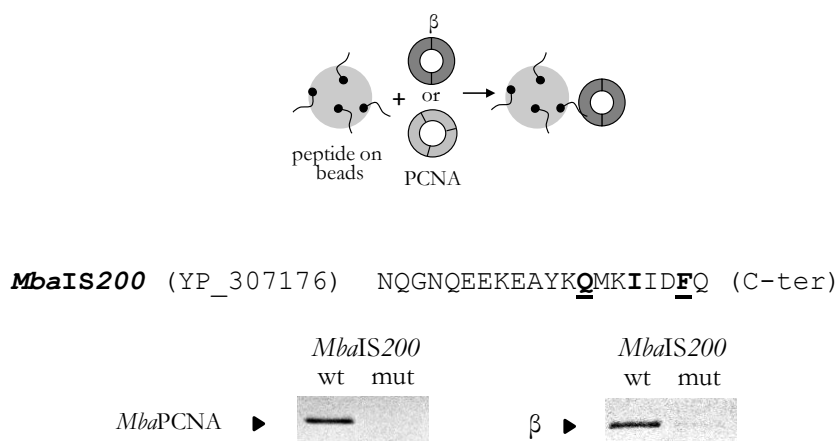 β
+
or
peptide on
beads
PCNA
MbaIS200 (YP_307176) NQGNQEEKEAYKQMKIIDFQ (C-ter)
MbaIS200
wt mut
MbaPCNA
MbaIS200
wt mut
β